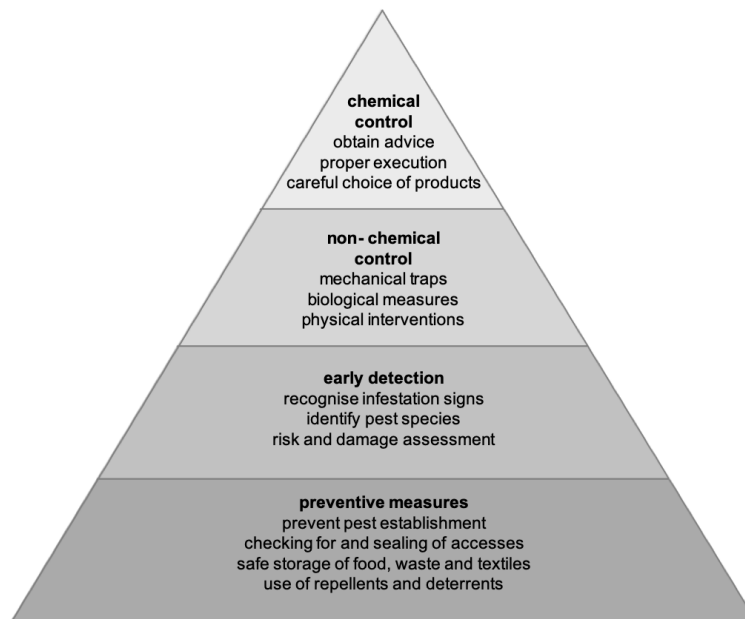 chemical
control
obtain advice
proper execution
careful choice of products
non- chemical
control
mechanical traps
biological measures
physical interventions
early detection
recognise infestation signs
identify pest species
risk and damage assessment
preventive measures
prevent pest establishment
checking for and sealing of accesses
safe storage of food, waste and textiles
use of repellents and deterrents